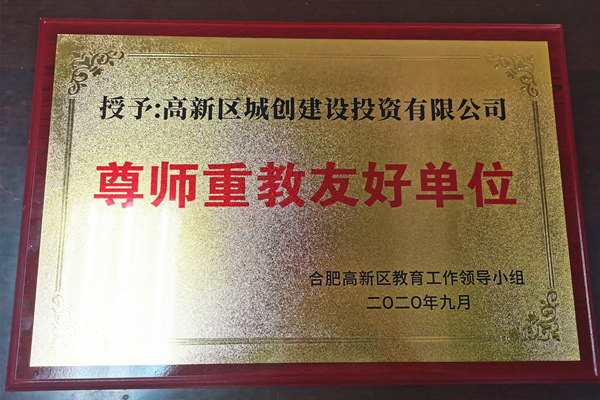 授予:高新区城创建设投资有限公司
尊师重教友好单位
合肥高新区教育工作领导小组
二〇二〇年九月